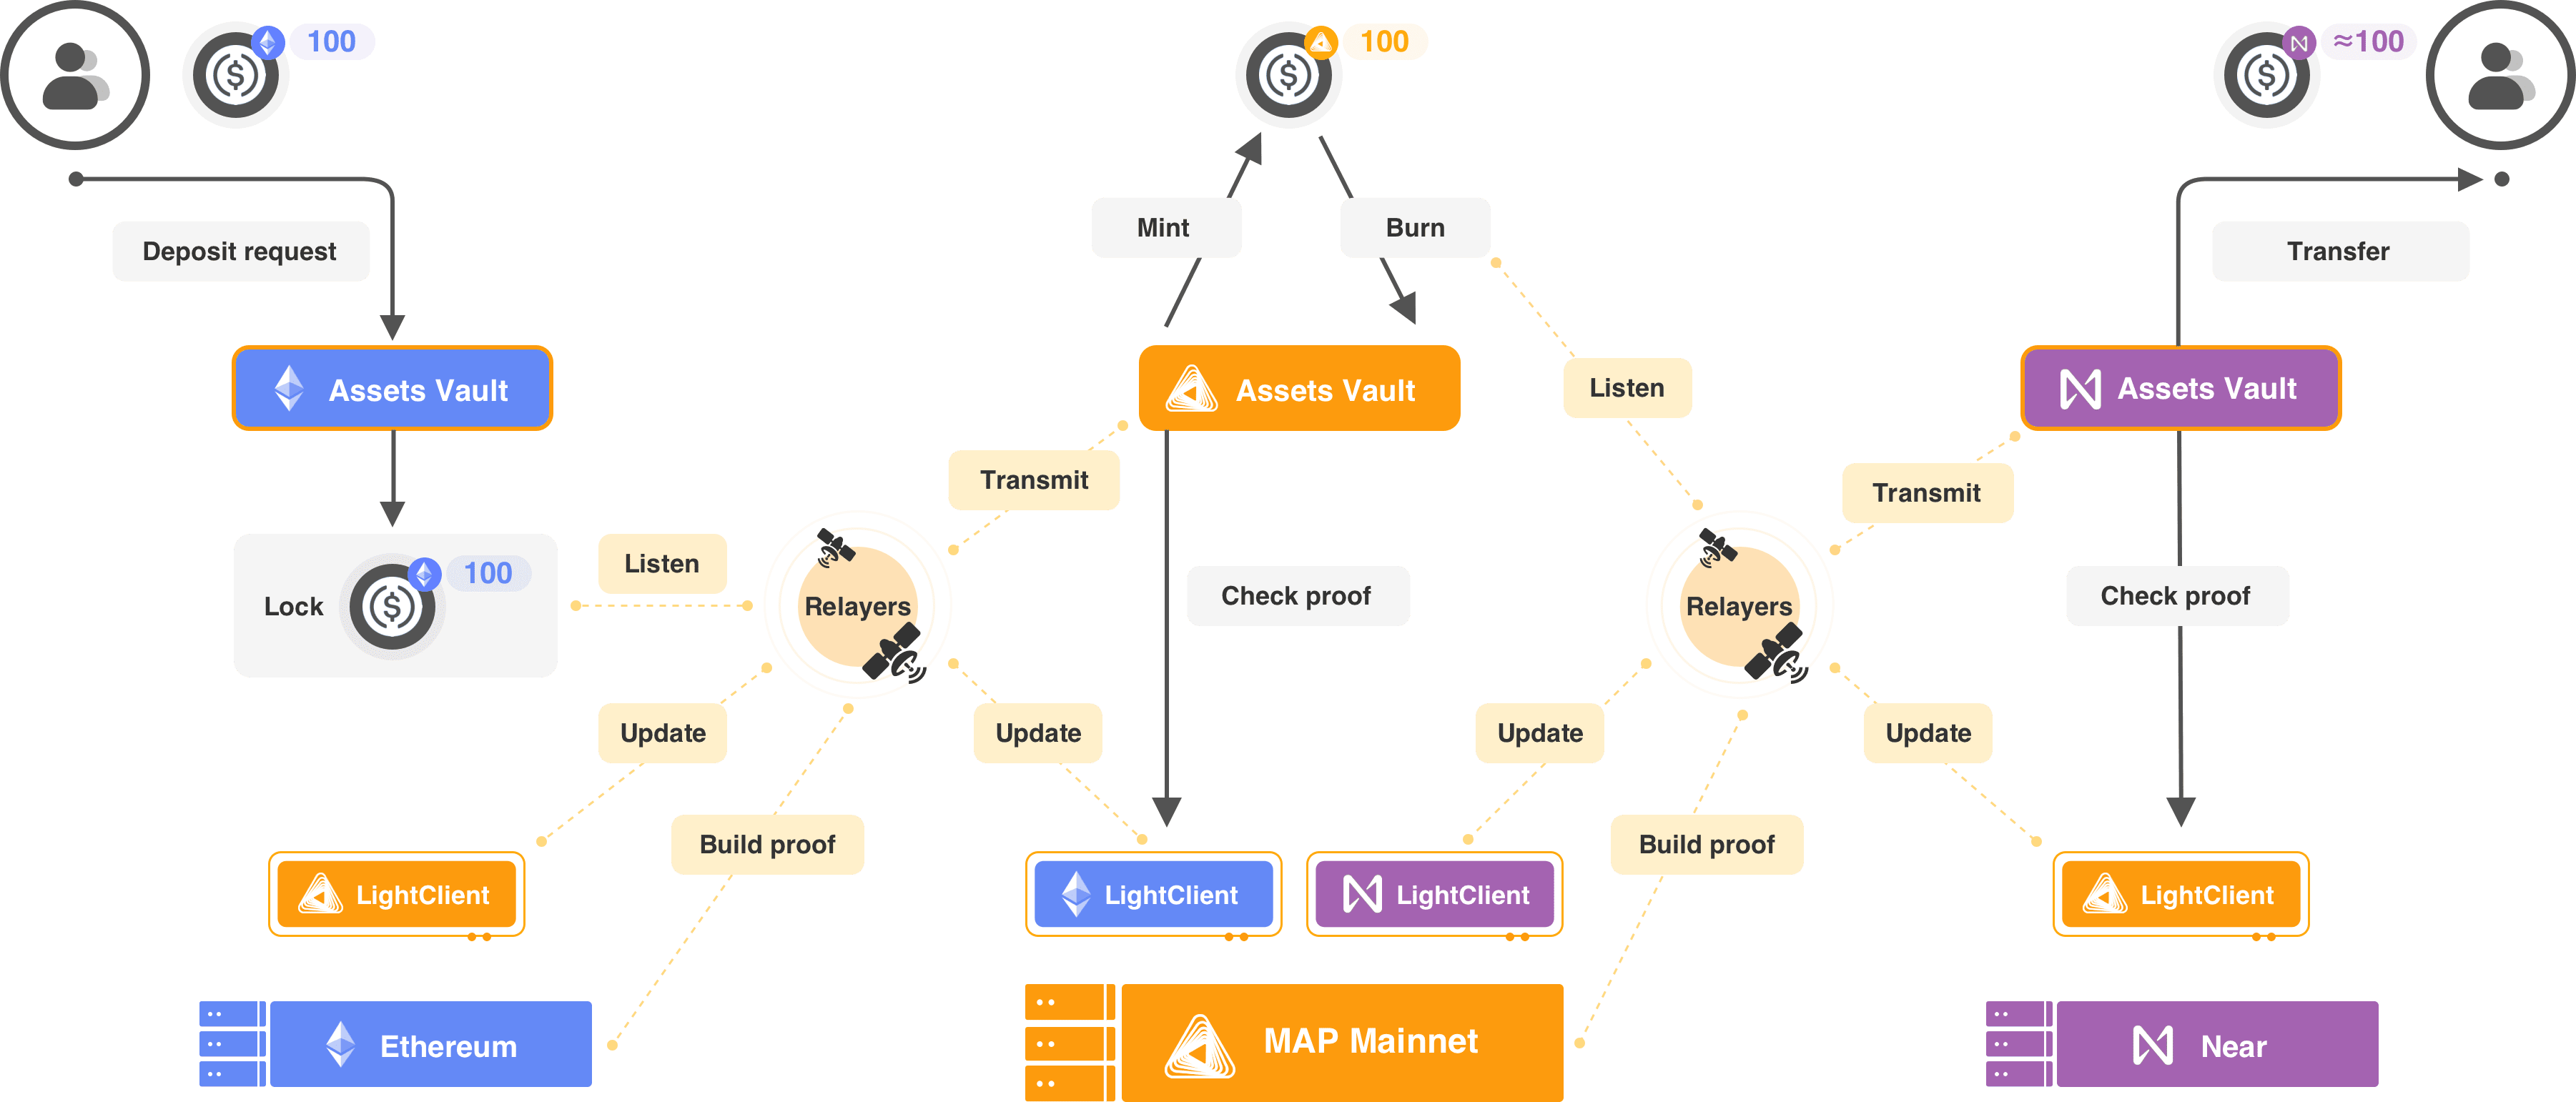 100
100
≈100
Deposit request
Mint
Burn
Transfer
Assets Vault
Assets Vault
Listen
Assets Vault
Transmit
Transmit
Lock
100
Listen
Relayers
Check proof
Relayers
Check proof
Update
Update
Update
Update
Build proof
Build proof
LightClient
LightClient
LightClient
LightClient
Ethereum
MAP Mainnet
Near